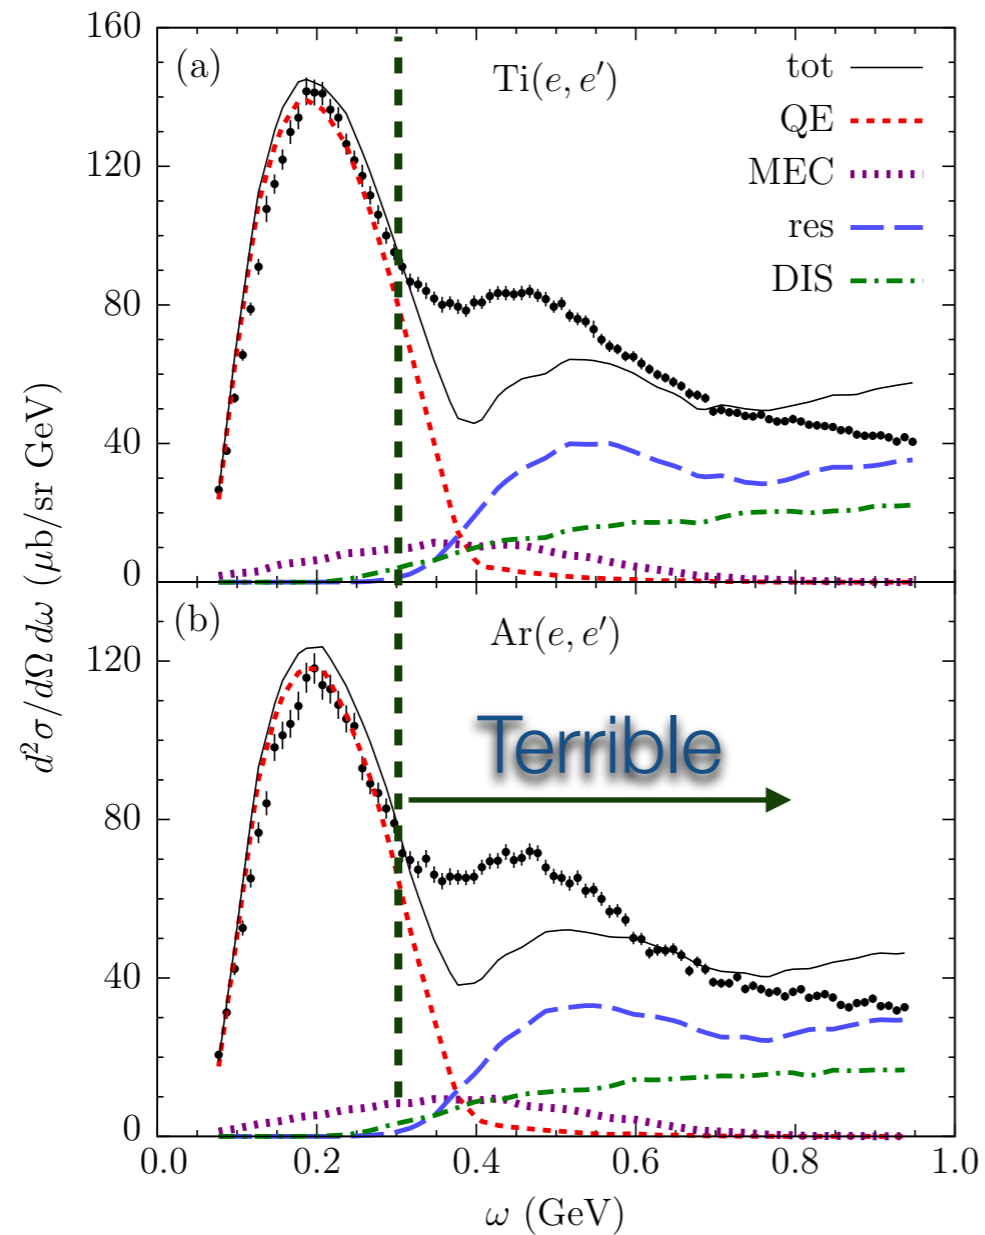 160
(a)
Ti(e, e′)
tot
QE
MEC
res
DIS
120
80
40
0
(b)
Ar(e, e′)
120
Terrible
80
40
0
0.0 0.2 0.4 0.6 0.8 1.0
ω (GeV)
d²σ/dΩ dω (μb/sr GeV)